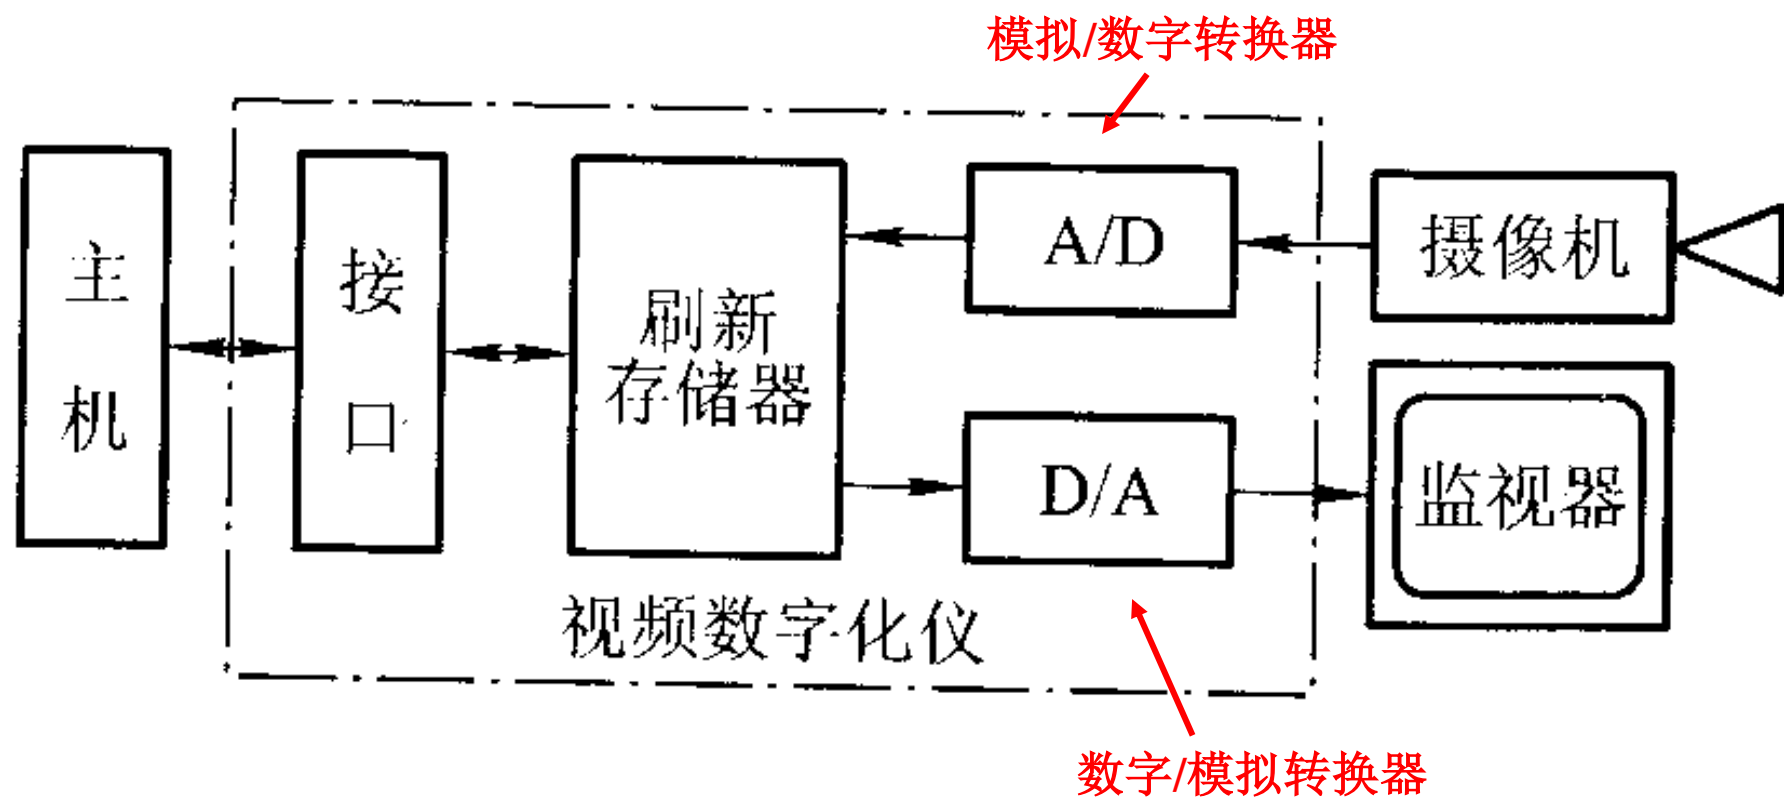 模拟/数字转换器
主
机
接
口
刷新
存储器
A/D
摄像机
D/A
监视器
视频数字化仪
数字/模拟转换器